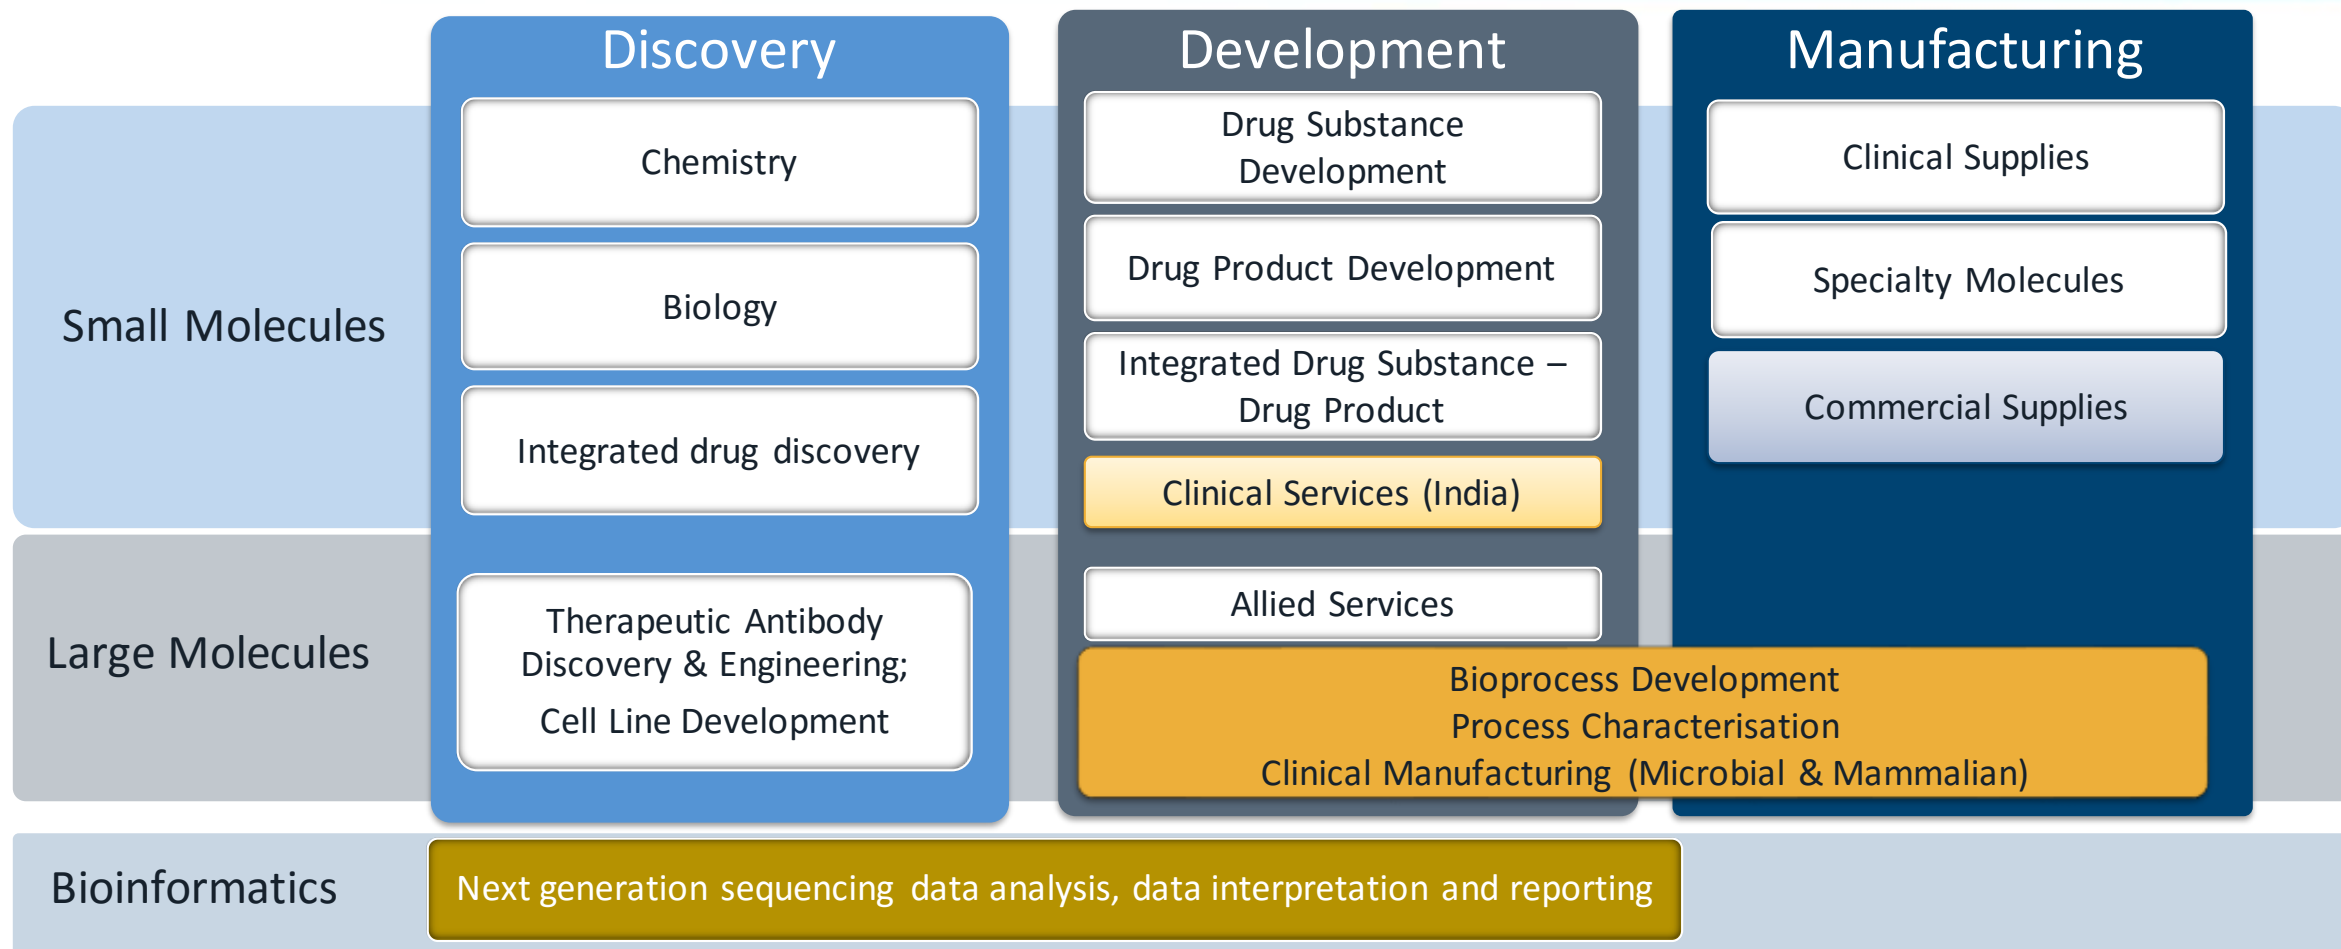 Discovery
Development
Manufacturing
Small Molecules
Chemistry
Biology
Integrated drug discovery
Drug Substance
Development
Drug Product Development
Integrated Drug Substance –
Drug Product
Clinical Services (India)
Clinical Supplies
Specialty Molecules
Commercial Supplies
Large Molecules
Therapeutic Antibody
Discovery & Engineering;
Cell Line Development
Allied Services
Bioprocess Development
Process Characterisation
Clinical Manufacturing (Microbial & Mammalian)
Bioinformatics
Next generation sequencing data analysis, data interpretation and reporting